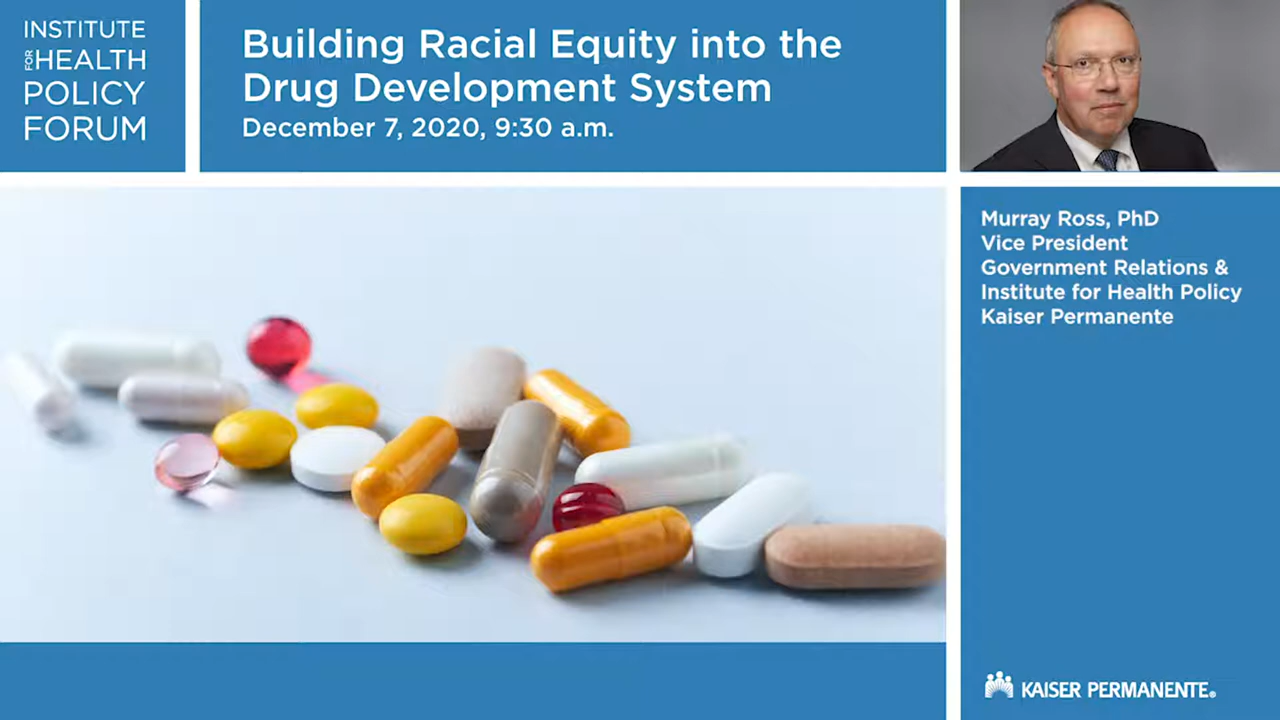 INSTITUTE
FOR HEALTH
POLICY
FORUM
Building Racial Equity into the
Drug Development System
December 7, 2020, 9:30 a.m.
Murray Ross, PhD
Vice President
Government Relations &
Institute for Health Policy
Kaiser Permanente
KAISER PERMANENTE®